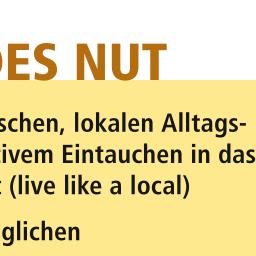 DES NUT
schen, lokalen Alltags-
tivem Eintauchen in das
(live like a local)
glichen